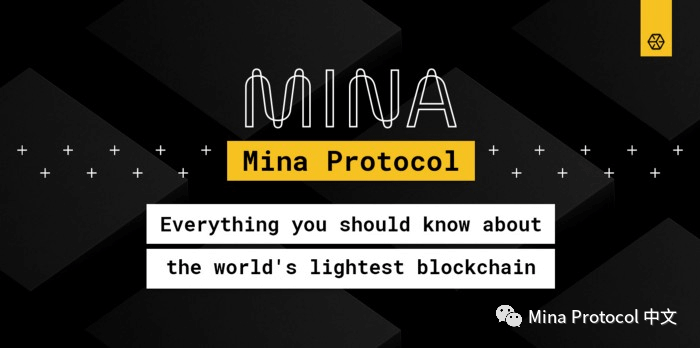 MINA
Mina Protocol
Everything you should know about
the world's lightest blockchain
Mina Protocol 中文